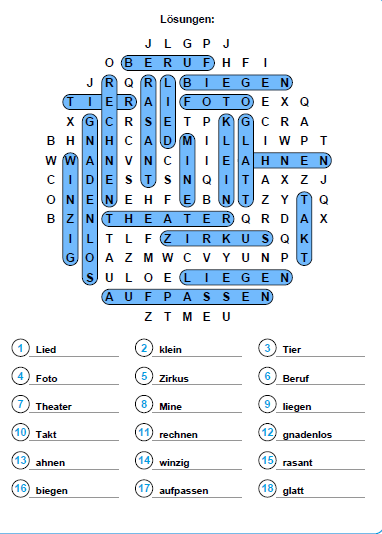 Lösungen:
J L G P J
O B E R U F H F I
J R Q R L B I E G E N
T I E R A I F O T O E X Q
X G C R S E T P K G C R A
B H N H C A D M I L L I W P T
W W A N V N C I I E A H N E N
C I D E S T S N Q I T A X Z J
O N E N E H F E B N T Z Y T Q
B Z N T H E A T E R Q R D A X
I L T L F Z I R K U S Q K
G O A Z M W C V Y U N P T
S U L O E L I E G E N
A U F P A S S E N
Z T M E U
1 Lied 2 klein 3 Tier
4 Foto 5 Zirkus 6 Beruf
7 Theater 8 Mine 9 liegen
10 Takt 11 rechnen 12 gnadenlos
13 ahnen 14 winzig 15 rasant
16 biegen 17 aufpassen 18 glatt